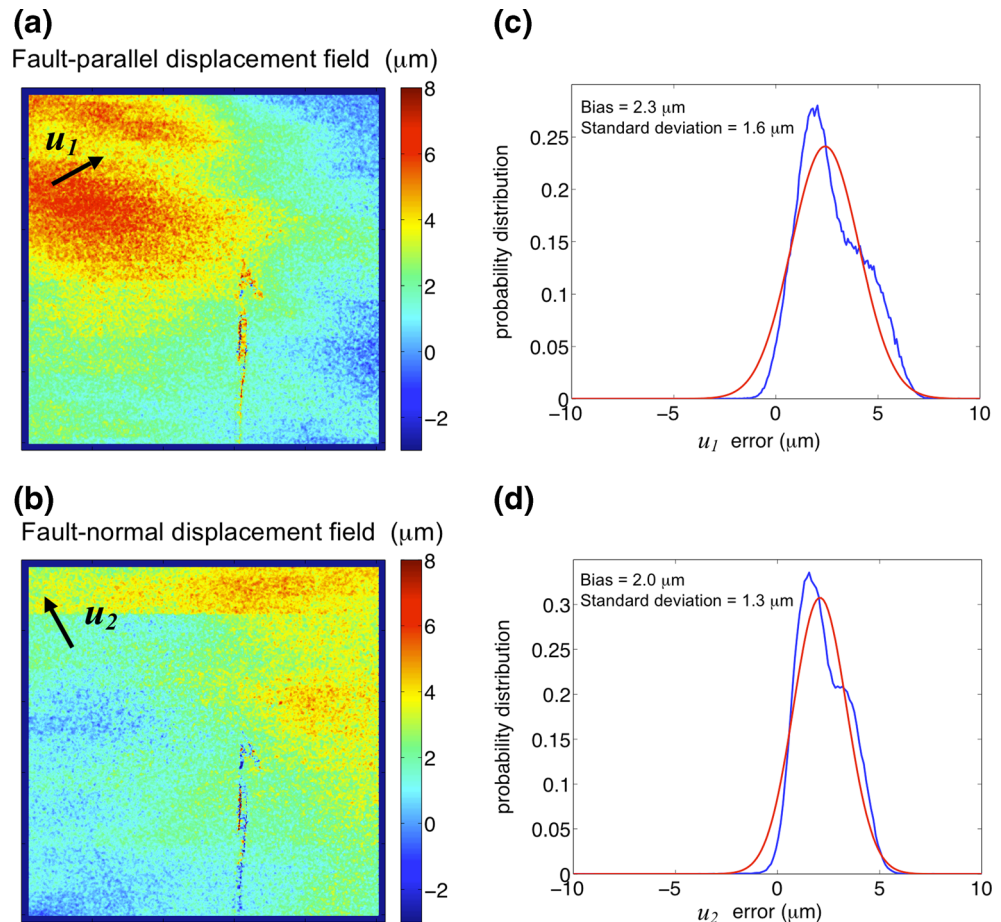 (a)
Fault-parallel displacement field (μm)
u1
8
6
4
2
0
−2
(c)
Bias = 2.3 μm
Standard deviation = 1.6 μm
probability distribution
0.25
0.2
0.15
0.1
0.05
0
−10
−5
0
5
10
u1 error (μm)
(b)
Fault-normal displacement field (μm)
u2
8
6
4
2
0
−2
(d)
Bias = 2.0 μm
Standard deviation = 1.3 μm
probability distribution
0.3
0.25
0.2
0.15
0.1
0.05
0
−10
−5
0
5
10
u2 error (μm)